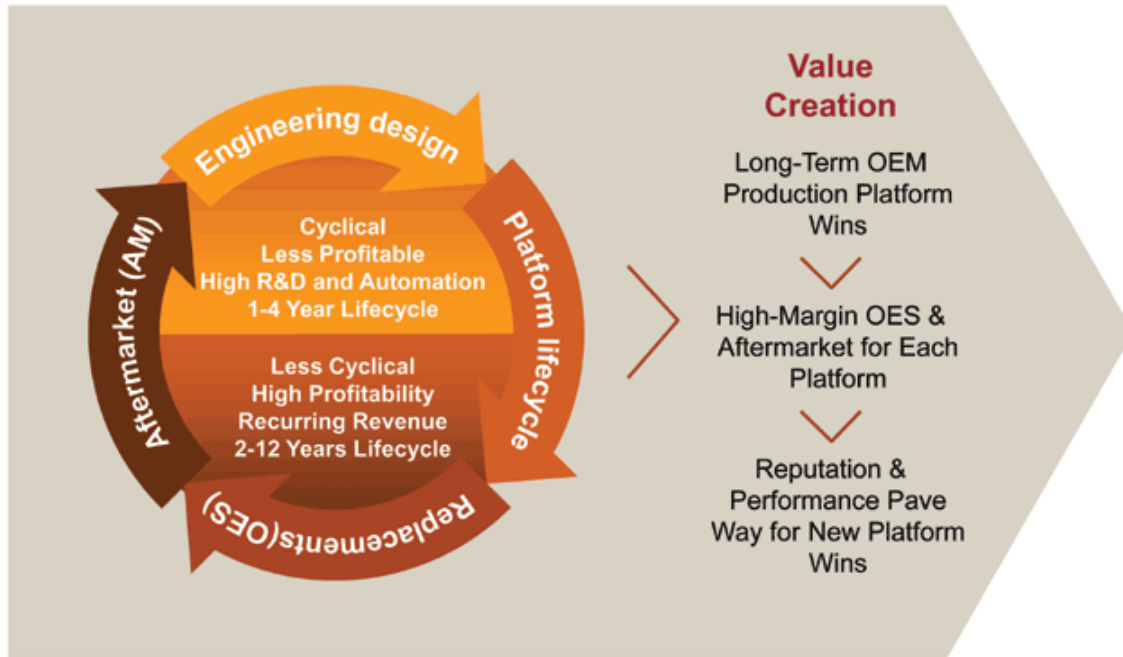 Engineering design
Platform lifecycle
Replacements(OES)
Aftermarket (AM)
Cyclical
Less Profitable
High R&D and Automation
1-4 Year Lifecycle
Less Cyclical
High Profitability
Recurring Revenue
2-12 Years Lifecycle
Value
Creation
Long-Term OEM
Production Platform
Wins
High-Margin OES &
Aftermarket for Each
Platform
Reputation &
Performance Pave
Way for New Platform
Wins